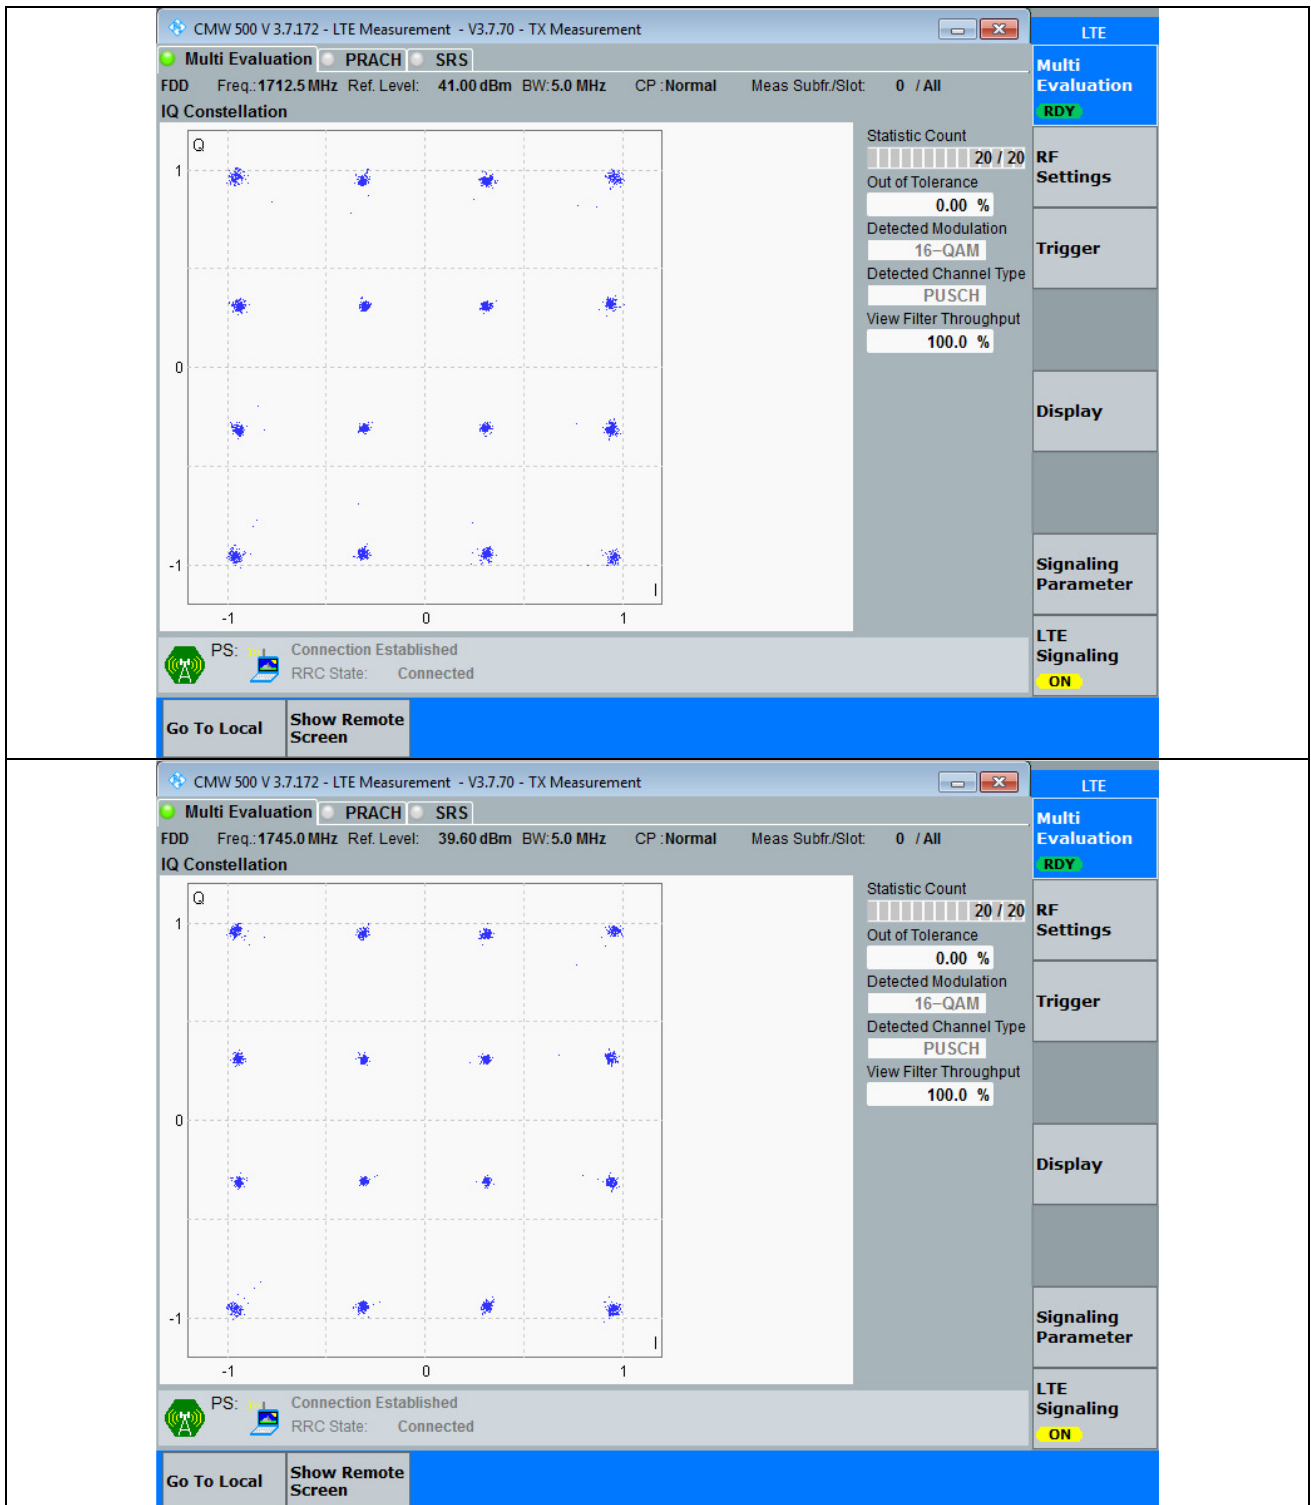 CMW 500 V 3.7.172 - LTE Measurement - V3.7.70 - TX Measurement
LTE
Multi Evaluation PRACH SRS
FDD Freq.: 1712.5 MHz Ref. Level: 41.00 dBm BW: 5.0 MHz CP : Normal Meas Subfr./Slot: 0 / All
IQ Constellation
Q
1
0
-1
I
-1 0 1
Statistic Count
20 / 20
Out of Tolerance
0.00 %
Detected Modulation
16-QAM
Detected Channel Type
PUSCH
View Filter Throughput
100.0 %
Multi
Evaluation
RDY
RF
Settings
Trigger
Display
Signaling
Parameter
LTE
Signaling
ON
PS: Connection Established
RRC State: Connected
Go To Local
Show Remote
Screen
CMW 500 V 3.7.172 - LTE Measurement - V3.7.70 - TX Measurement
LTE
Multi Evaluation PRACH SRS
FDD Freq.: 1745.0 MHz Ref. Level: 39.60 dBm BW: 5.0 MHz CP : Normal Meas Subfr./Slot: 0 / All
IQ Constellation
Q
1
0
-1
I
-1 0 1
Statistic Count
20 / 20
Out of Tolerance
0.00 %
Detected Modulation
16-QAM
Detected Channel Type
PUSCH
View Filter Throughput
100.0 %
Multi
Evaluation
RDY
RF
Settings
Trigger
Display
Signaling
Parameter
LTE
Signaling
ON
PS: Connection Established
RRC State: Connected
Go To Local
Show Remote
Screen